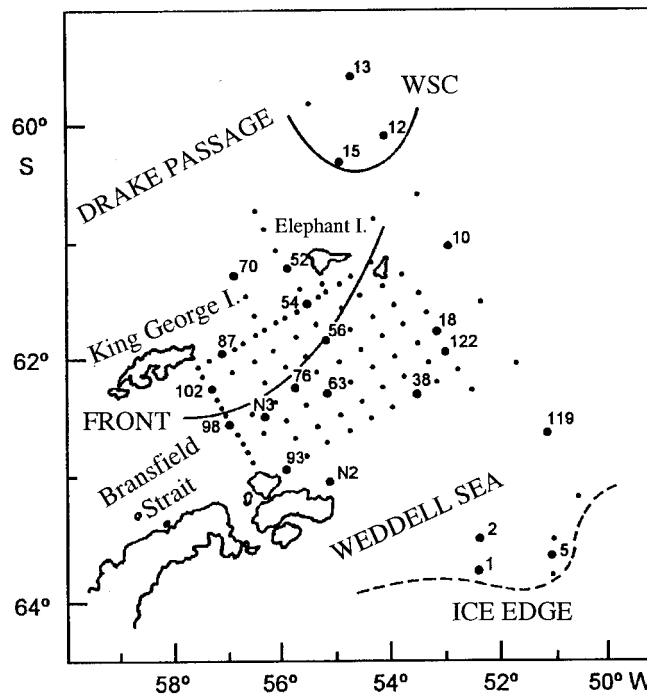 13
WSC
60°
S
12
15
DRAKE PASSAGE
Elephant I.
10
70
52
54
King George I.
56
18
87
122
62°
76
63
38
102
N3
FRONT
98
119
93
N2
Bransfield
Strait
WEDDELL SEA
2
5
1
64°
ICE EDGE
58° 56° 54° 52° 50° W